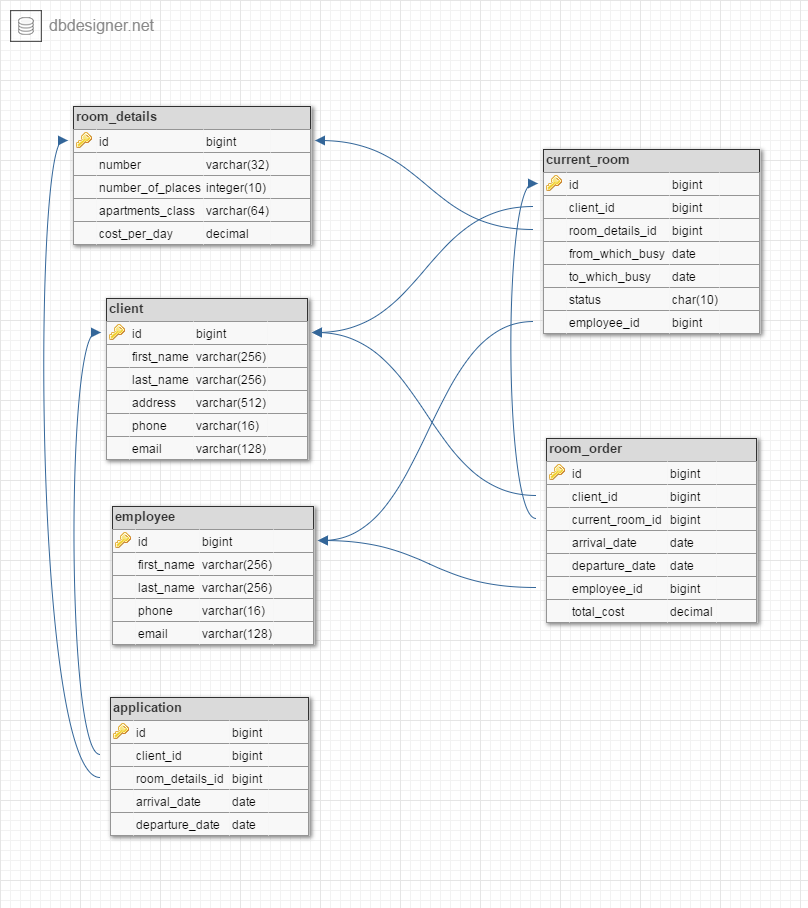 dbdesigner.net
room_details
id bigint
number varchar(32)
number_of_places integer(10)
apartments_class varchar(64)
cost_per_day decimal
current_room
id bigint
client_id bigint
room_details_id bigint
from_which_busy date
to_which_busy date
status char(10)
employee_id bigint
client
id bigint
first_name varchar(256)
last_name varchar(256)
address varchar(512)
phone varchar(16)
email varchar(128)
room_order
id bigint
client_id bigint
current_room_id bigint
arrival_date date
departure_date date
employee_id bigint
total_cost decimal
employee
id bigint
first_name varchar(256)
last_name varchar(256)
phone varchar(16)
email varchar(128)
application
id bigint
client_id bigint
room_details_id bigint
arrival_date date
departure_date date